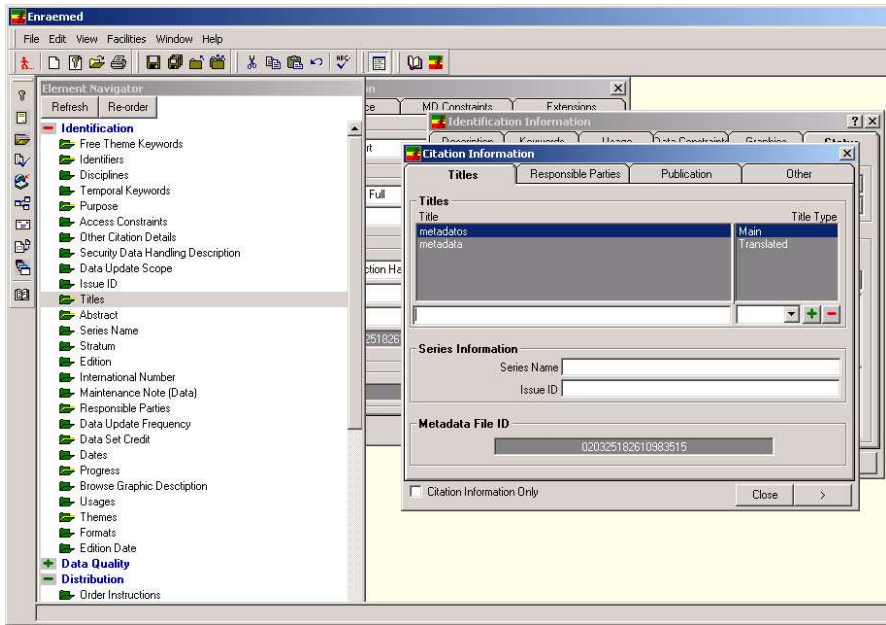 Enraemed
File Edit View Facilities Window Help
ABC
Element Navigator
Refresh Re-order
Identification
Free Theme Keywords
Identifiers
Disciplines
Temporal Keywords
Purpose
Access Constraints
Other Citation Details
Security Data Handling Description
Data Update Scope
Issue ID
Titles
Abstract
Series Name
Stratum
Edition
International Number
Maintenance Note (Data)
Responsible Parties
Data Update Frequency
Data Set Credit
Dates
Progress
Browse Graphic Desctiption
Usages
Themes
Formats
Edition Date
Data Quality
Distribution
Order Instructions
MD Constraints Extensions
Full
Identification Information
Description Keywords Usage Data Constraints Graphics Status
Citation Information
Titles Responsible Parties Publication Other
Titles
Title Title Type
metadatos Main
metadata Translated
Series Information
Series Name
Issue ID
Metadata File ID
020325182610983515
Citation Information Only
Close >